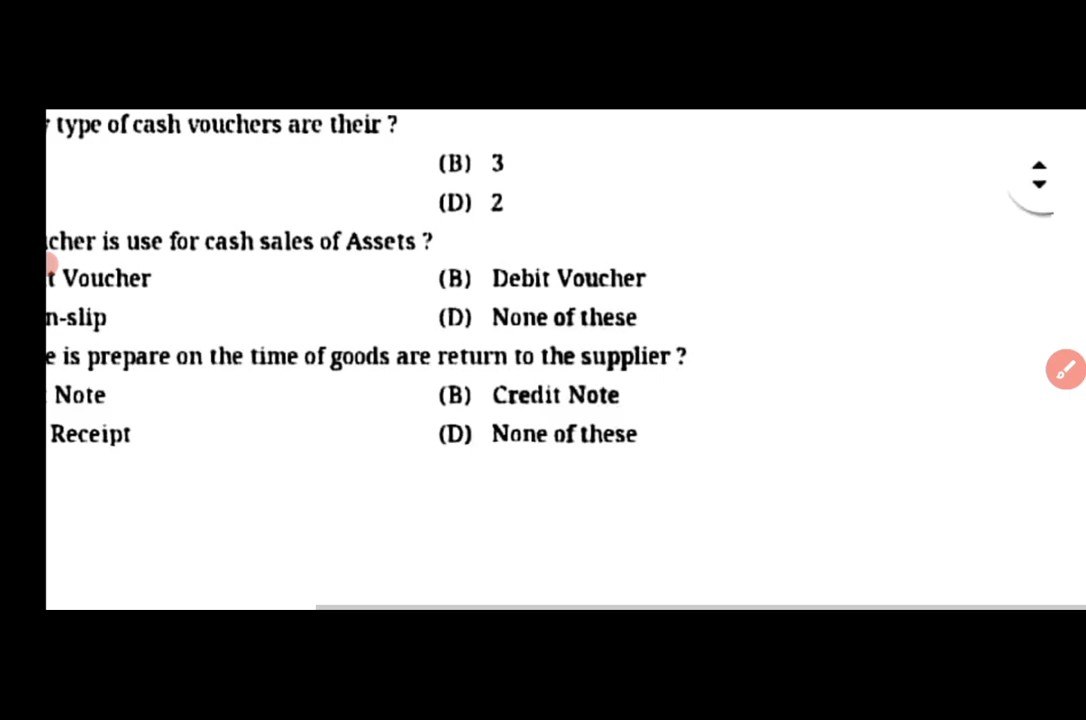 type of cash vouchers are their ?
(B) 3
(D) 2
cher is use for cash sales of Assets ?
t Voucher (B) Debit Voucher
n-slip (D) None of these
e is prepare on the time of goods are return to the supplier ?
Note (B) Credit Note
Receipt (D) None of these